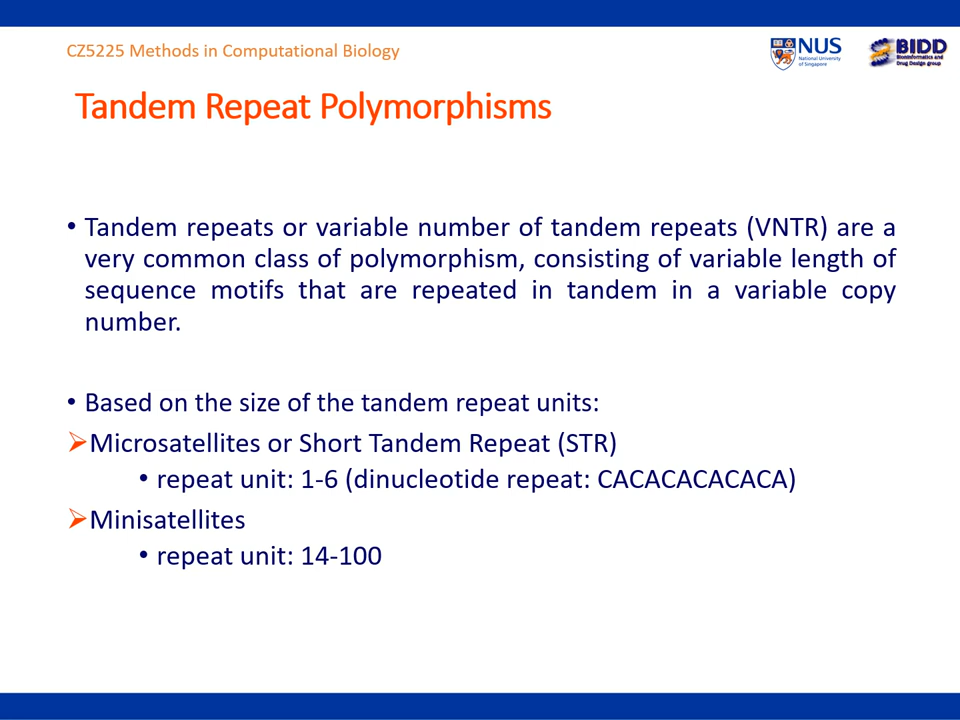 CZ5225 Methods in Computational Biology
NUS
National University
of Singapore
BIDD
Bioinformatics and
Drug Design group
Tandem Repeat Polymorphisms
• Tandem repeats or variable number of tandem repeats (VNTR) are a
very common class of polymorphism, consisting of variable length of
sequence motifs that are repeated in tandem in a variable copy
number.
• Based on the size of the tandem repeat units:
➢Microsatellites or Short Tandem Repeat (STR)
• repeat unit: 1-6 (dinucleotide repeat: CACACACACACA)
➢Minisatellites
• repeat unit: 14-100